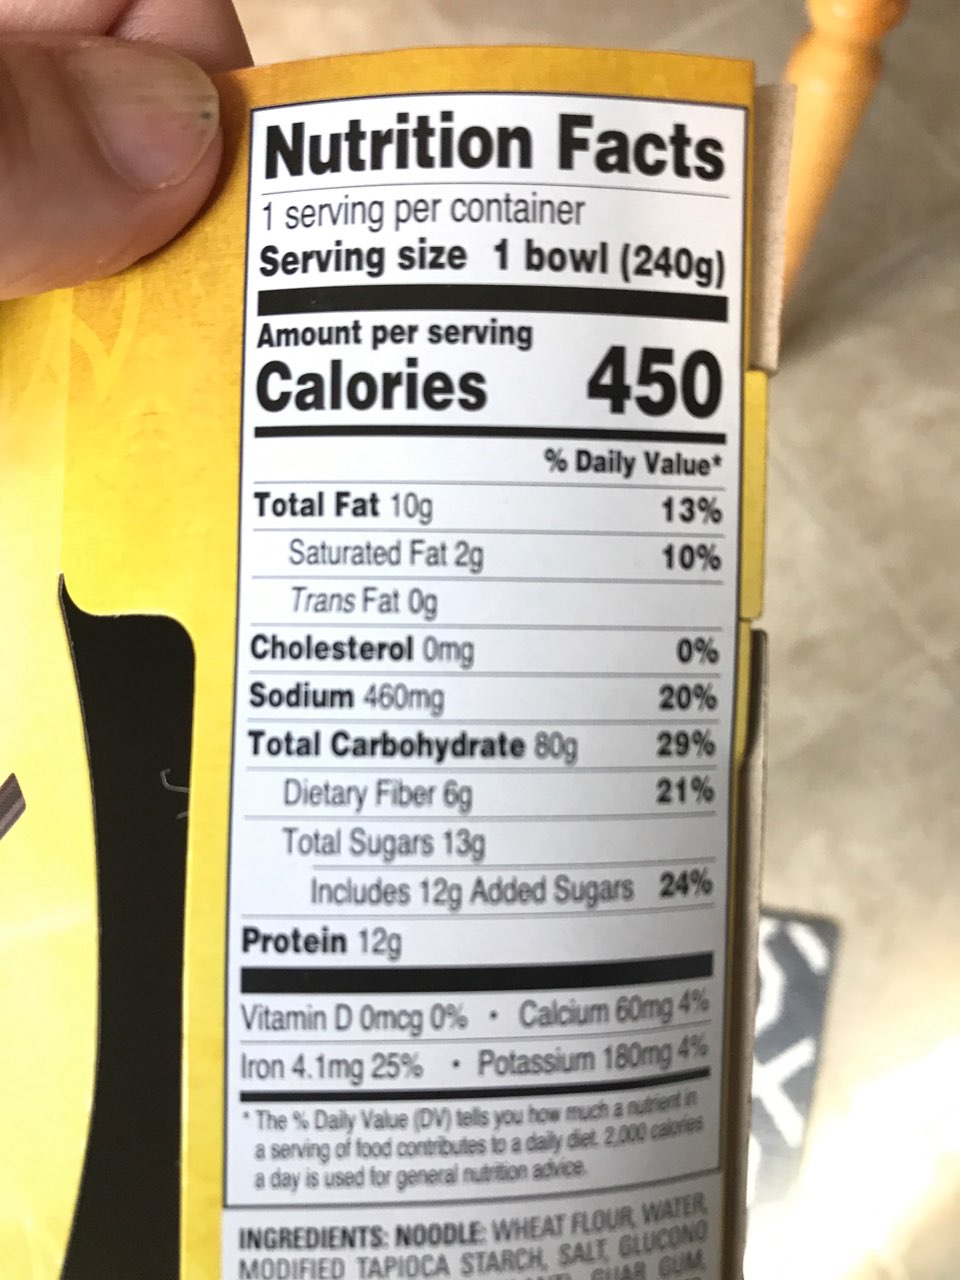 Nutrition Facts
1 serving per container
Serving size 1 bowl (240g)
Amount per serving
Calories 450
% Daily Value*
Total Fat 10g 13%
Saturated Fat 2g 10%
Trans Fat 0g
Cholesterol 0mg 0%
Sodium 460mg 20%
Total Carbohydrate 80g 29%
Dietary Fiber 6g 21%
Total Sugars 13g
Includes 12g Added Sugars 24%
Protein 12g
Vitamin D 0mcg 0% • Calcium 60mg 4%
Iron 4.1mg 25% • Potassium 180mg 4%
* The % Daily Value (DV) tells you how much a nutrient in
a serving of food contributes to a daily diet. 2,000 calories
a day is used for general nutrition advice.
INGREDIENTS: NOODLE: WHEAT FLOUR, WATER,
MODIFIED TAPIOCA STARCH, SALT, GLUCONO
GUAR GUM,